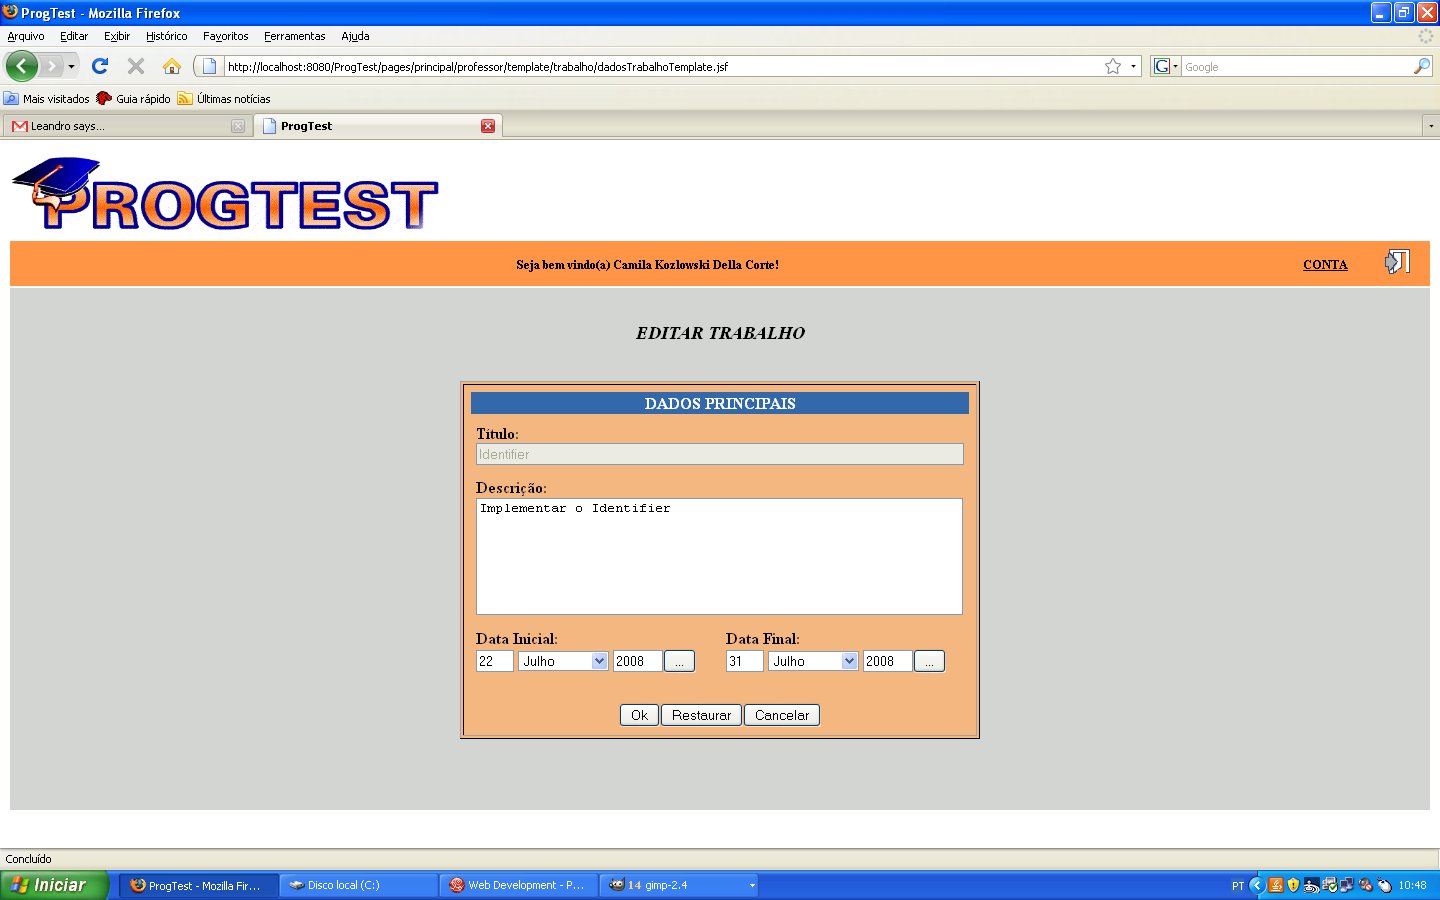 ProgTest - Mozilla Firefox
Arquivo Editar Exibir Histórico Favoritos Ferramentas Ajuda
http://localhost:8080/ProgTest/pages/principal/professor/template/trabalho/dadosTrabalhoTemplate.jsf
G Google
Mais visitados Guia rápido Últimas notícias
Leandro says... ProgTest
PROGTEST
Seja bem vindo(a) Camila Kozlowski Della Corte! CONTA
EDITAR TRABALHO
DADOS PRINCIPAIS
Título:
Identifier
Descrição:
Implementar o Identifier
Data Inicial: Data Final:
22 Julho 2008 ... 31 Julho 2008 ...
Ok Restaurar Cancelar
Concluído
Iniciar ProgTest - Mozilla Fir... Disco local (C:) Web Development - P... 14 gimp-2.4 PT 10:48